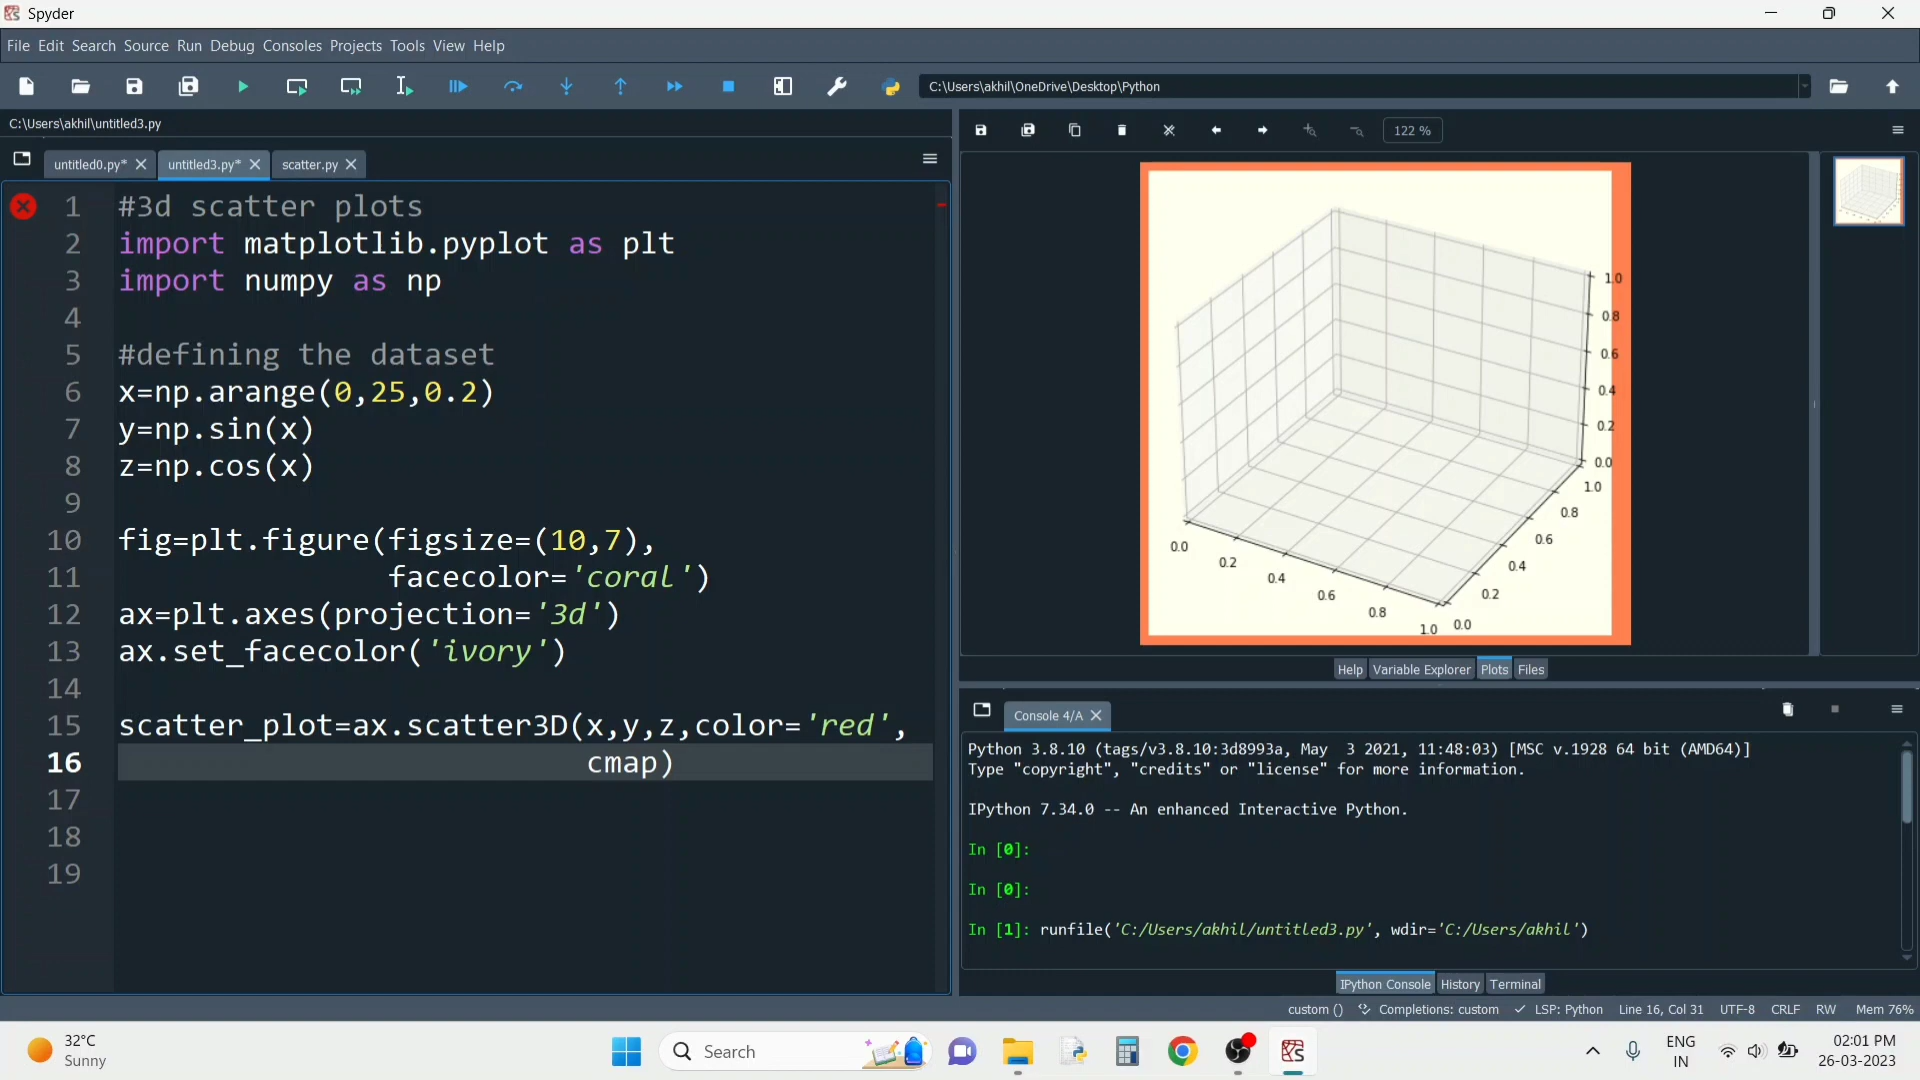 Spyder
File Edit Search Source Run Debug Consoles Projects Tools View Help
C:\Users\akhil\OneDrive\Desktop\Python
C:\Users\akhil\untitled3.py
untitled0.py*
untitled3.py*
scatter.py
1 #3d scatter plots
2 import matplotlib.pyplot as plt
3 import numpy as np
4
5 #defining the dataset
6 x=np.arange(0,25,0.2)
7 y=np.sin(x)
8 z=np.cos(x)
9
10 fig=plt.figure(figsize=(10,7),
11 facecolor='coral')
12 ax=plt.axes(projection='3d')
13 ax.set_facecolor('ivory')
14
15 scatter_plot=ax.scatter3D(x,y,z,color='red',
16 cmap)
17
18
19
122 %
1.0
0.8
0.6
0.4
0.2
0.0
1.0
0.8
0.6
0.4
0.2
0.0
0.0
0.2
0.4
0.6
0.8
1.0
Help Variable Explorer Plots Files
Console 4/A
Python 3.8.10 (tags/v3.8.10:3d8993a, May  3 2021, 11:48:03) [MSC v.1928 64 bit (AMD64)]
Type "copyright", "credits" or "license" for more information.
IPython 7.34.0 -- An enhanced Interactive Python.
In [0]:
In [0]:
In [1]: runfile('C:/Users/akhil/untitled3.py', wdir='C:/Users/akhil')
IPython Console History Terminal
custom () Completions: custom LSP: Python Line 16, Col 31 UTF-8 CRLF RW Mem 76%
32°C
Sunny
Search
ENG
IN
02:01 PM
26-03-2023